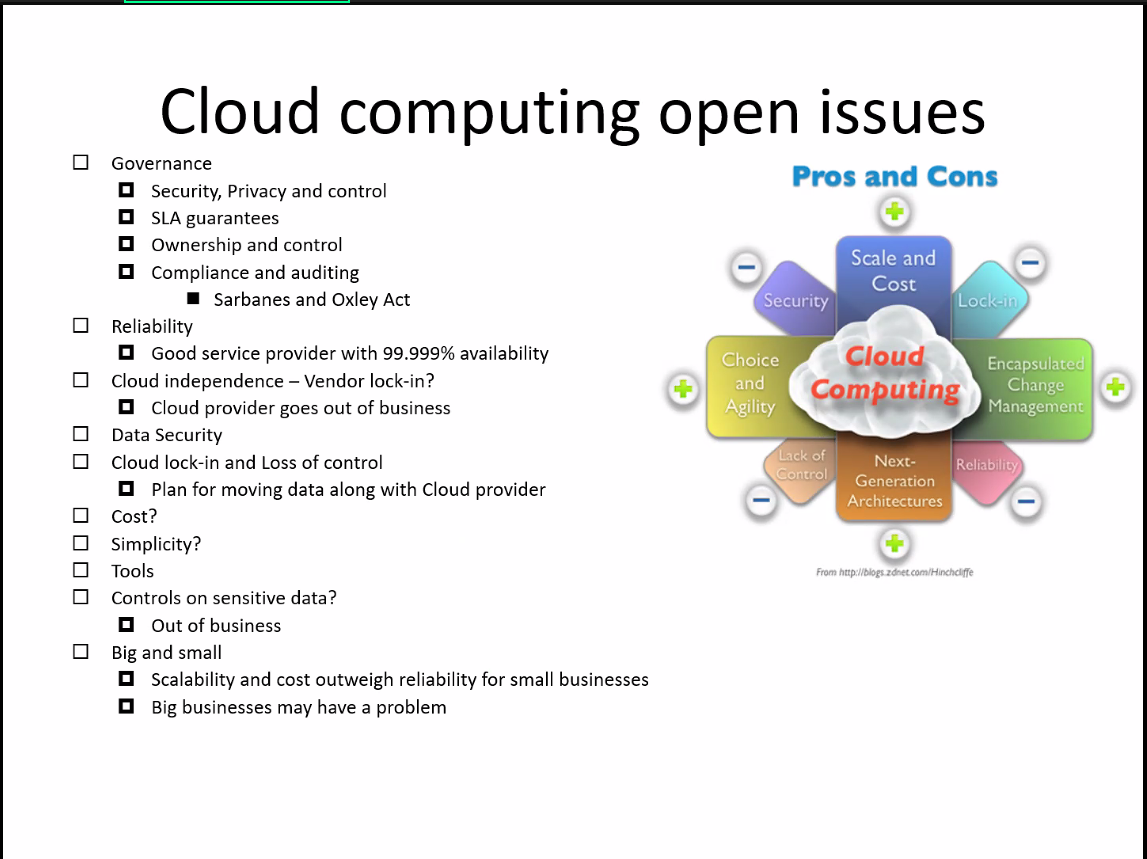 Cloud computing open issues
Governance
Security, Privacy and control
SLA guarantees
Ownership and control
Compliance and auditing
Sarbanes and Oxley Act
Reliability
Good service provider with 99.999% availability
Cloud independence – Vendor lock-in?
Cloud provider goes out of business
Data Security
Cloud lock-in and Loss of control
Plan for moving data along with Cloud provider
Cost?
Simplicity?
Tools
Controls on sensitive data?
Out of business
Big and small
Scalability and cost outweigh reliability for small businesses
Big businesses may have a problem
Pros and Cons
Scale and
Cost
Security
Lock-in
Choice
and
Agility
Cloud
Computing
Encapsulated
Change
Management
Lack of
Control
Next-
Generation
Architectures
Reliability
From http://blogs.zdnet.com/Hinchcliffe